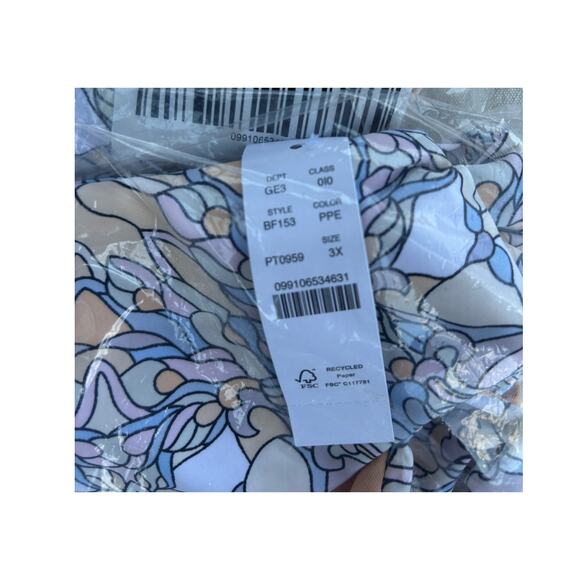 DEPT CLASS
GE3 010
STYLE COLOR
BF153 PPE
SIZE
PT0959 3X
099106534631
FSC
RECYCLED
Paper
FSC® C117781